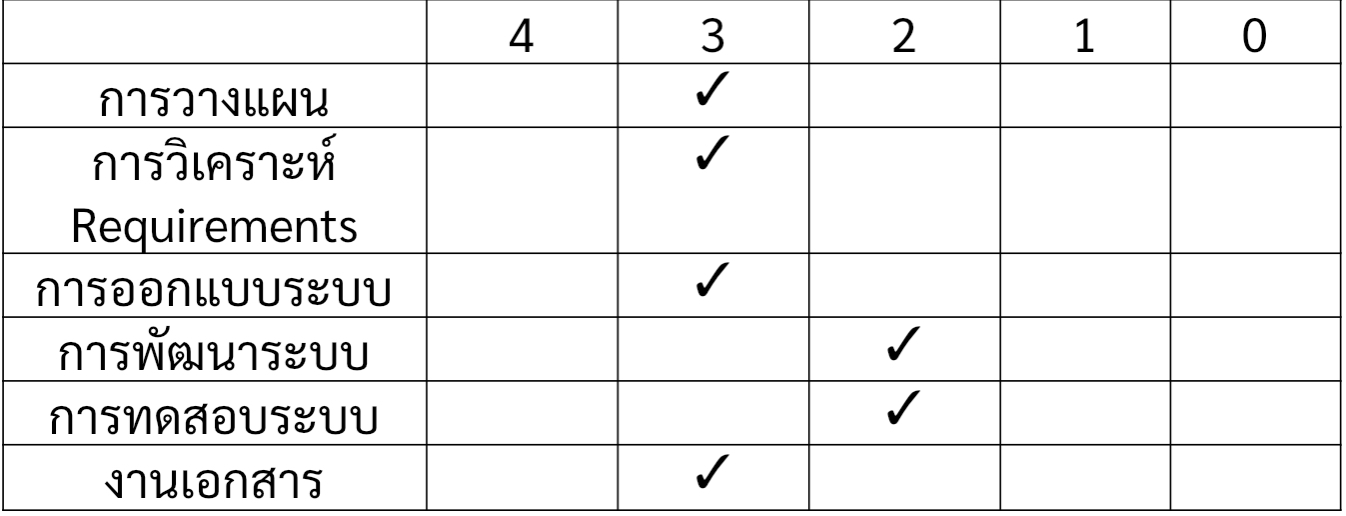 4 3 2 1 0
การวางแผน ✓
การวิเคราะห์ ✓
Requirements
การออกแบบระบบ ✓
การพัฒนาระบบ ✓
การทดสอบระบบ ✓
งานเอกสาร ✓